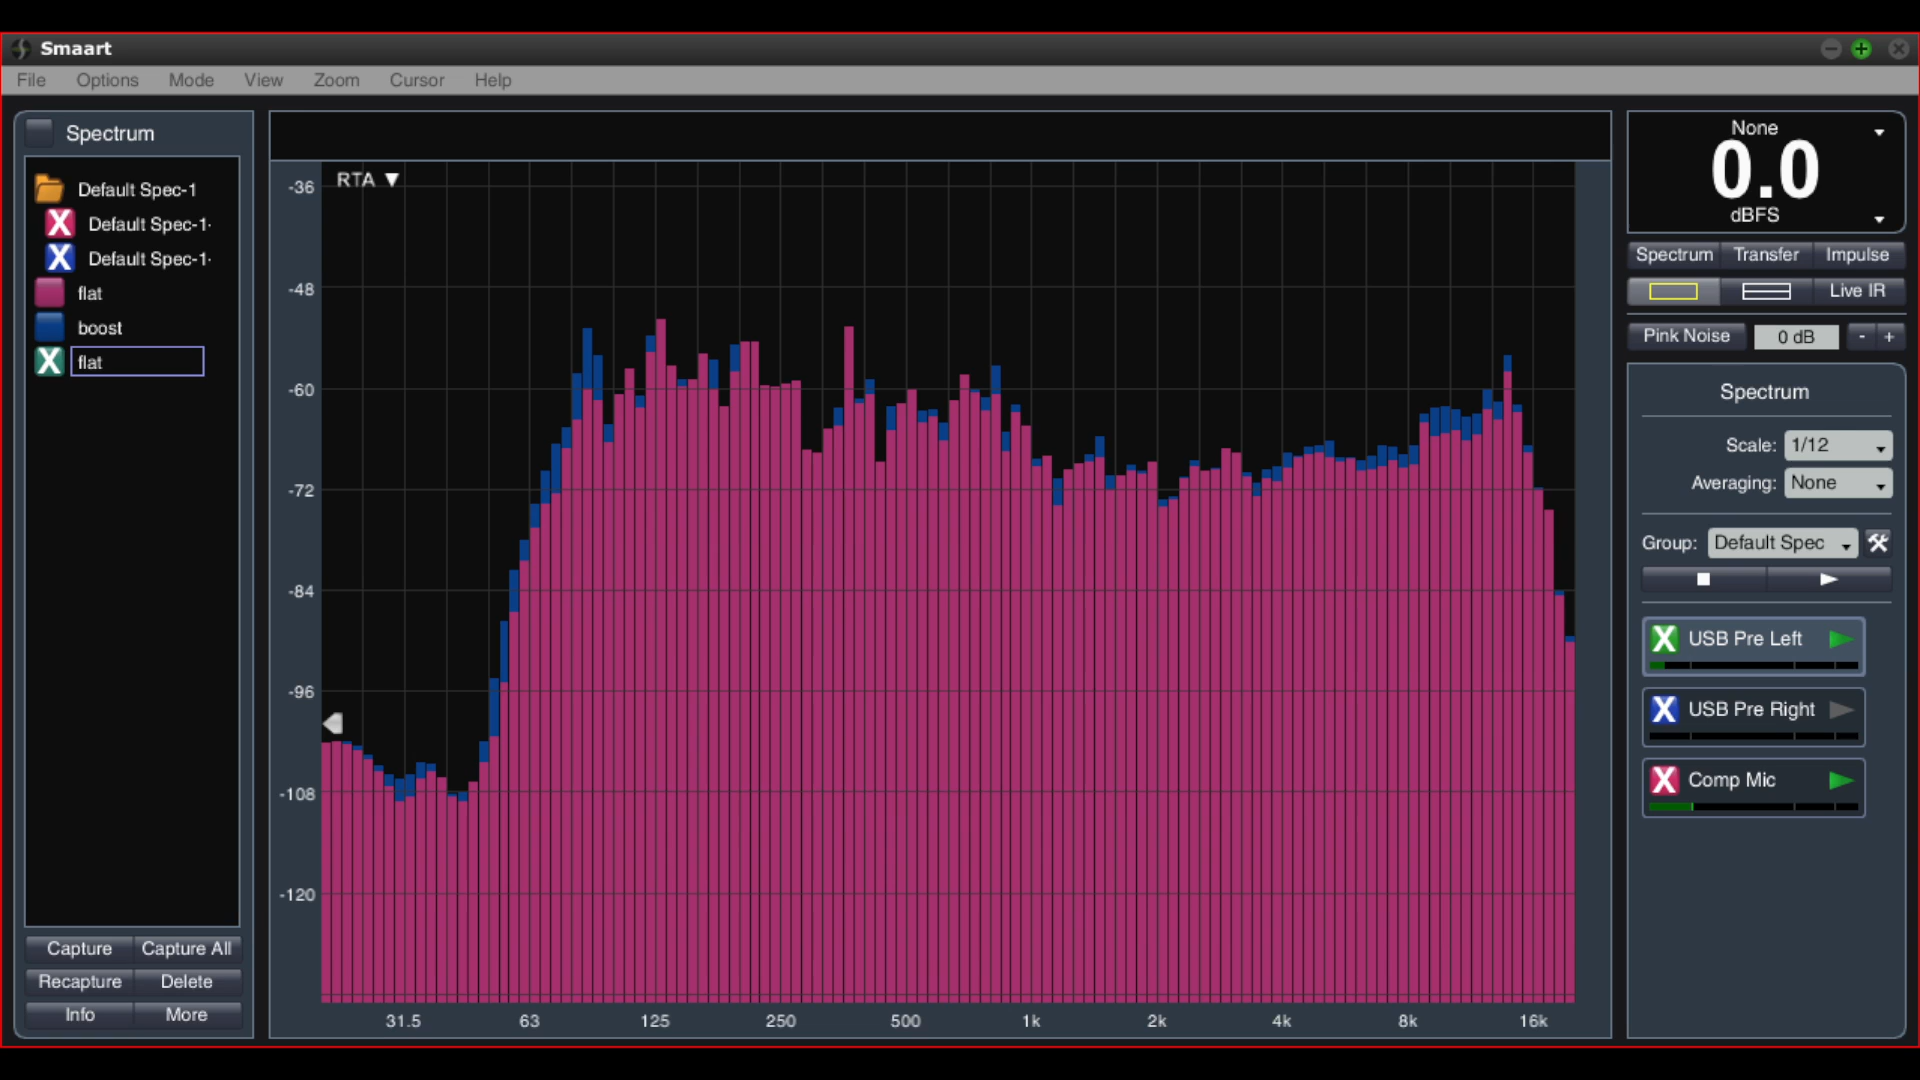 Smaart
File Options Mode View Zoom Cursor Help
Spectrum
Default Spec-1
Default Spec-1-
Default Spec-1-
flat
boost
flat
Capture Capture All
Recapture Delete
Info More
RTA
-36
-48
-60
-72
-84
-96
-108
-120
31.5 63 125 250 500 1k 2k 4k 8k 16k
None
0.0
dBFS
Spectrum Transfer Impulse
Live IR
Pink Noise 0 dB - +
Spectrum
Scale: 1/12
Averaging: None
Group: Default Spec
X USB Pre Left
X USB Pre Right
X Comp Mic